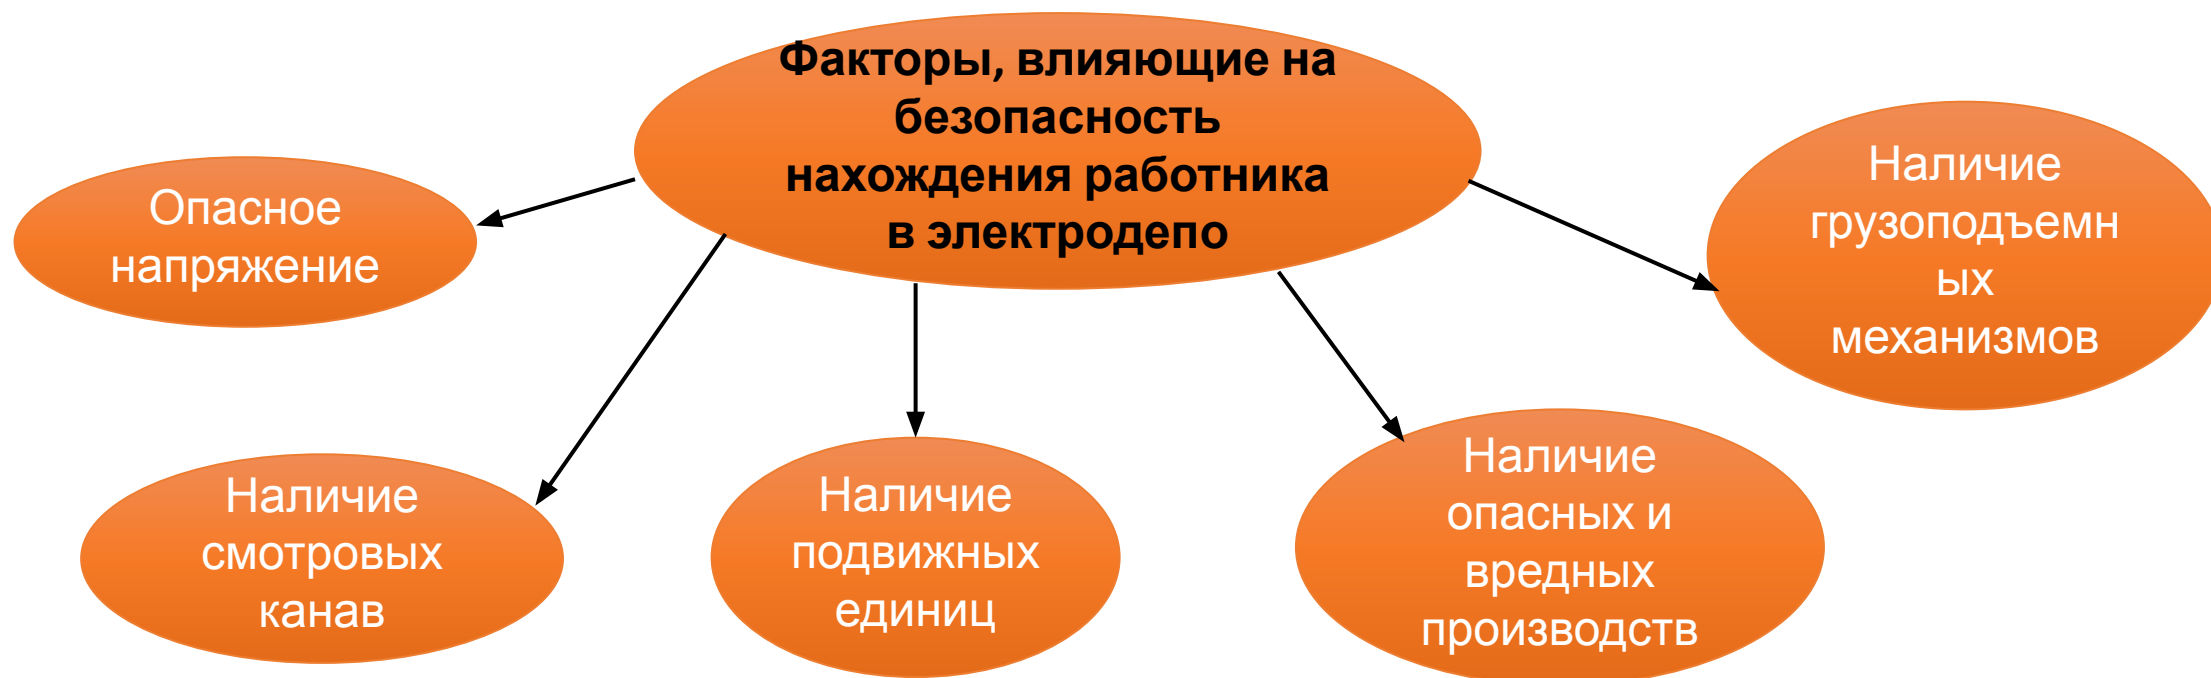 Факторы, влияющие на
безопасность
нахождения работника
в электродепо
Опасное
напряжение
Наличие
смотровых
канав
Наличие
подвижных
единиц
Наличие
опасных и
вредных
производств
Наличие
грузоподъемн
ых
механизмов